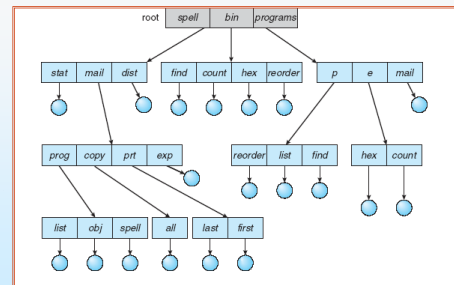 root spell bin programs
stat mail dist find count hex reorder p e mail
prog copy prt exp reorder list find hex count
list obj spell all last first